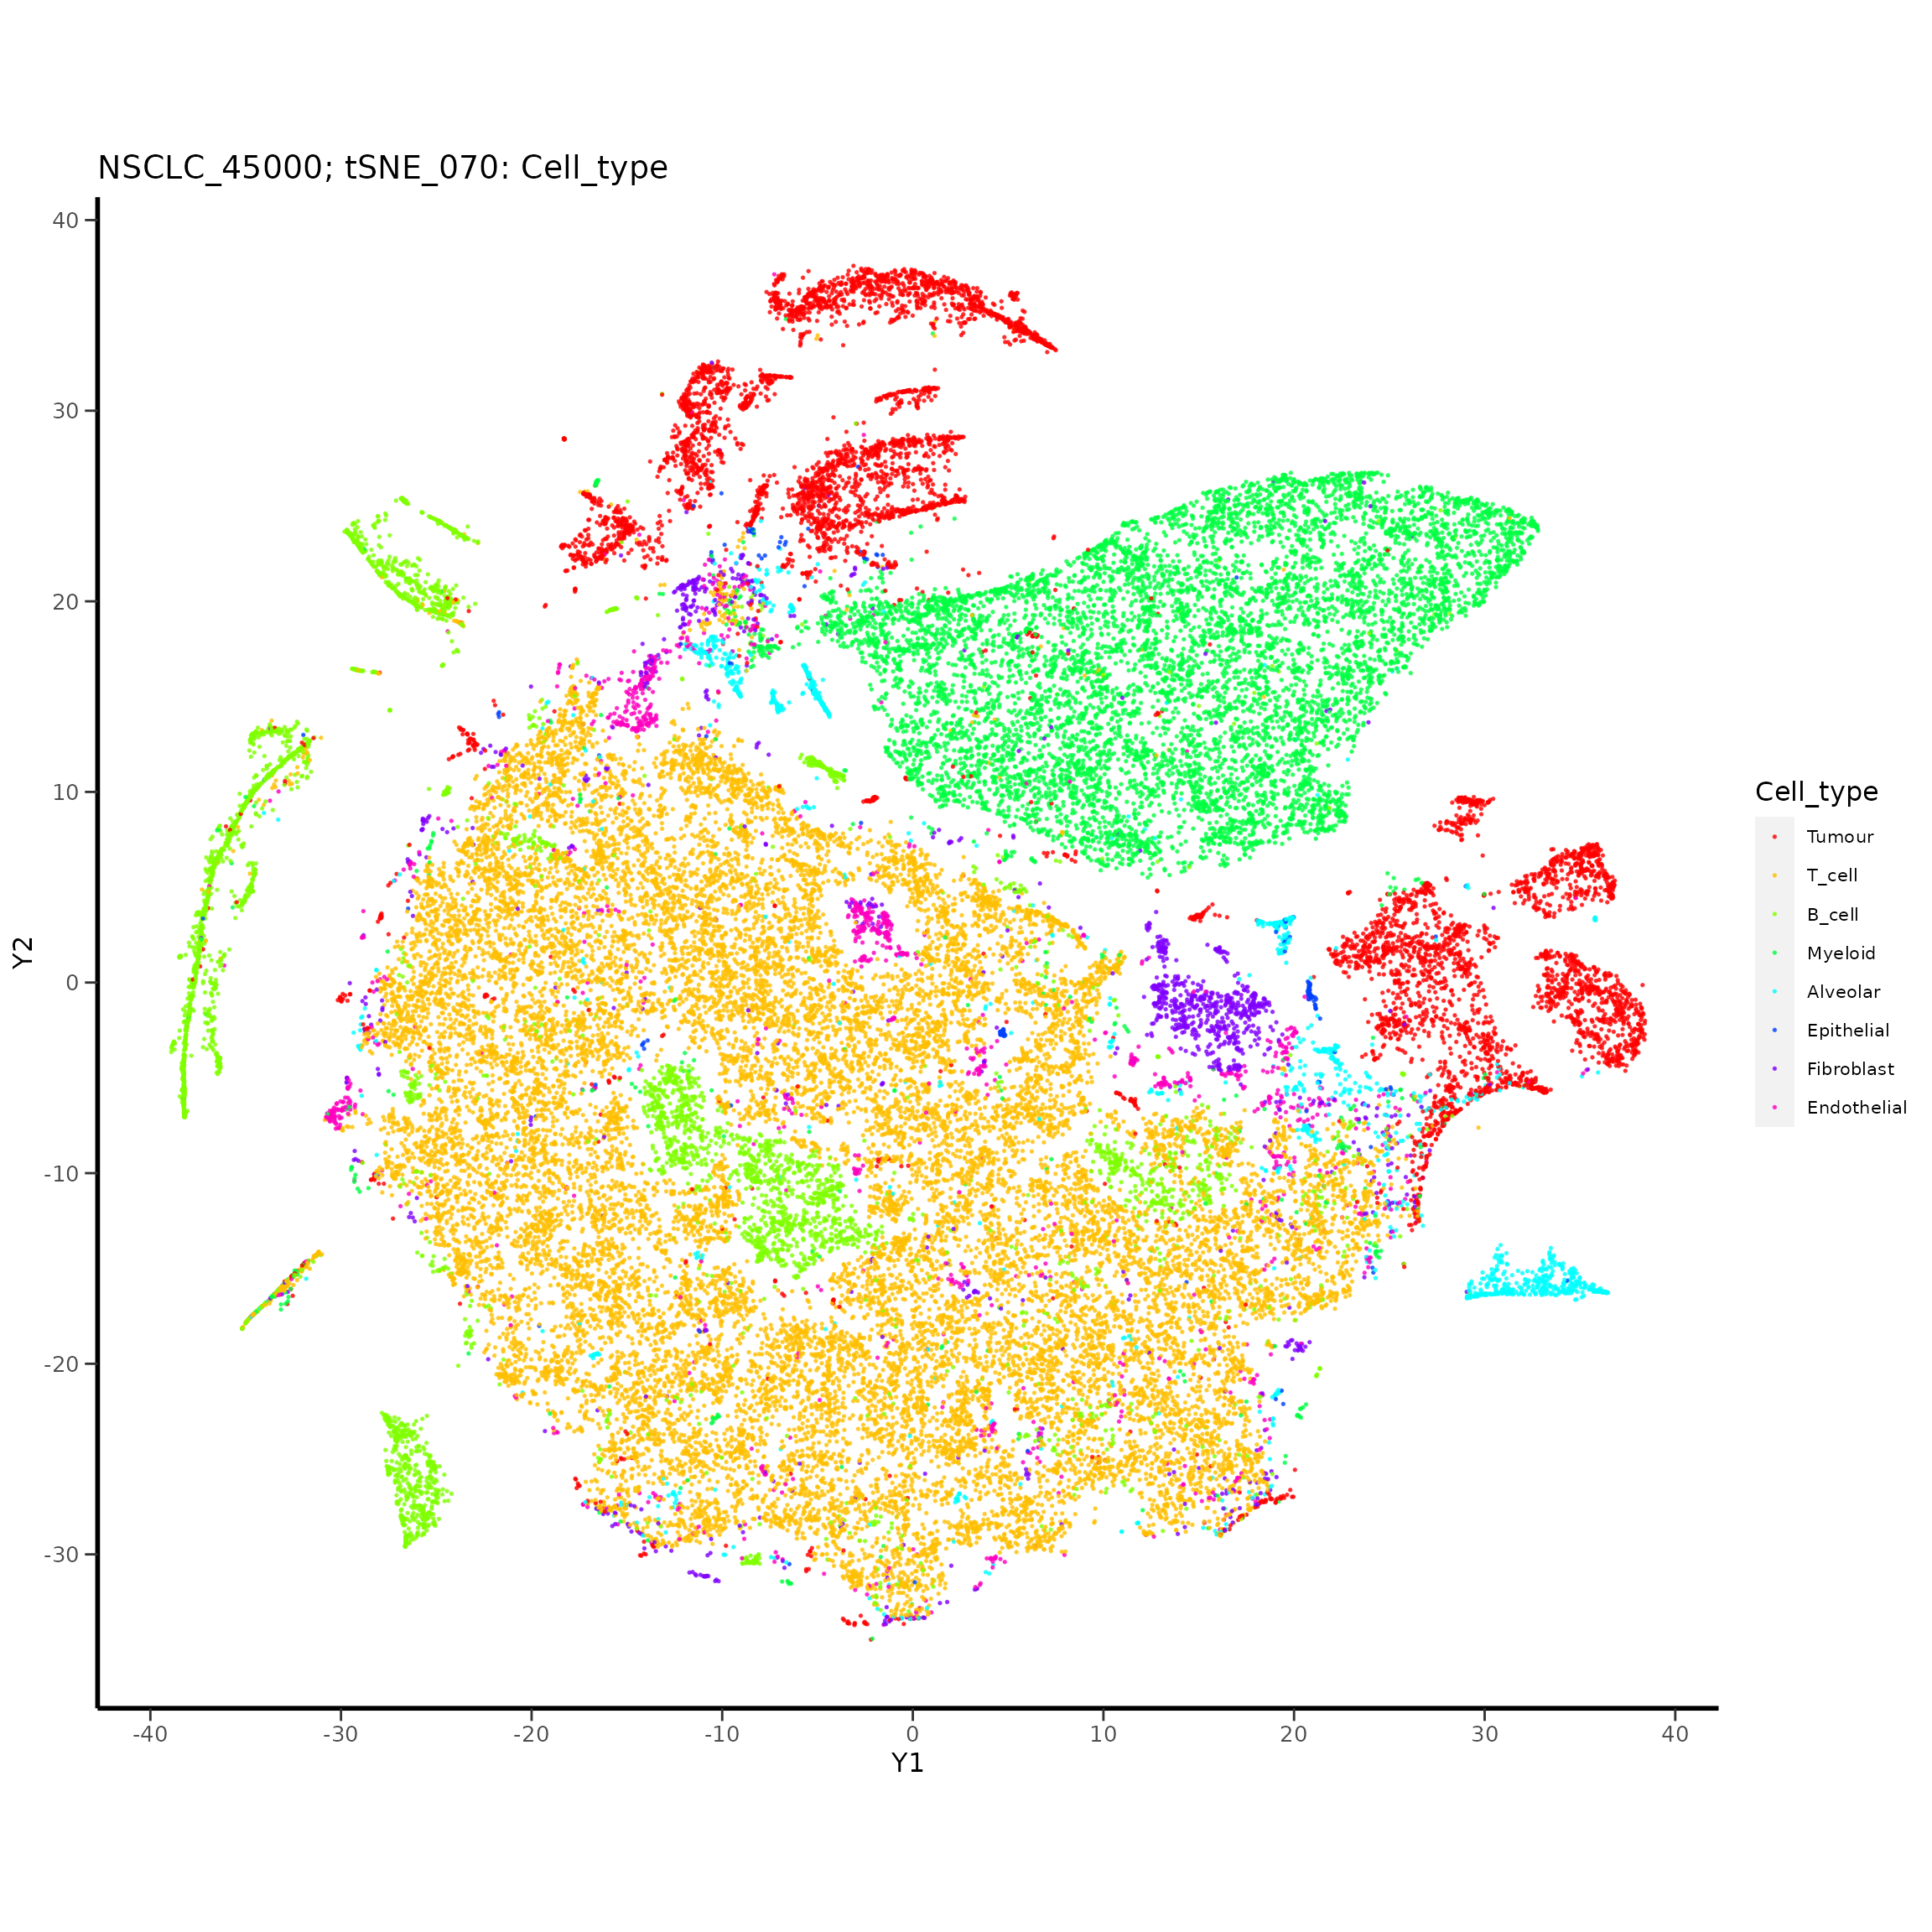 NSCLC_45000; tSNE_070: Cell_type
40
30
20
10
0
-10
-20
-30
Y2
-40
-30
-20
-10
0
10
20
30
40
Y1
Cell_type
Tumour
T_cell
B_cell
Myeloid
Alveolar
Epithelial
Fibroblast
Endothelial